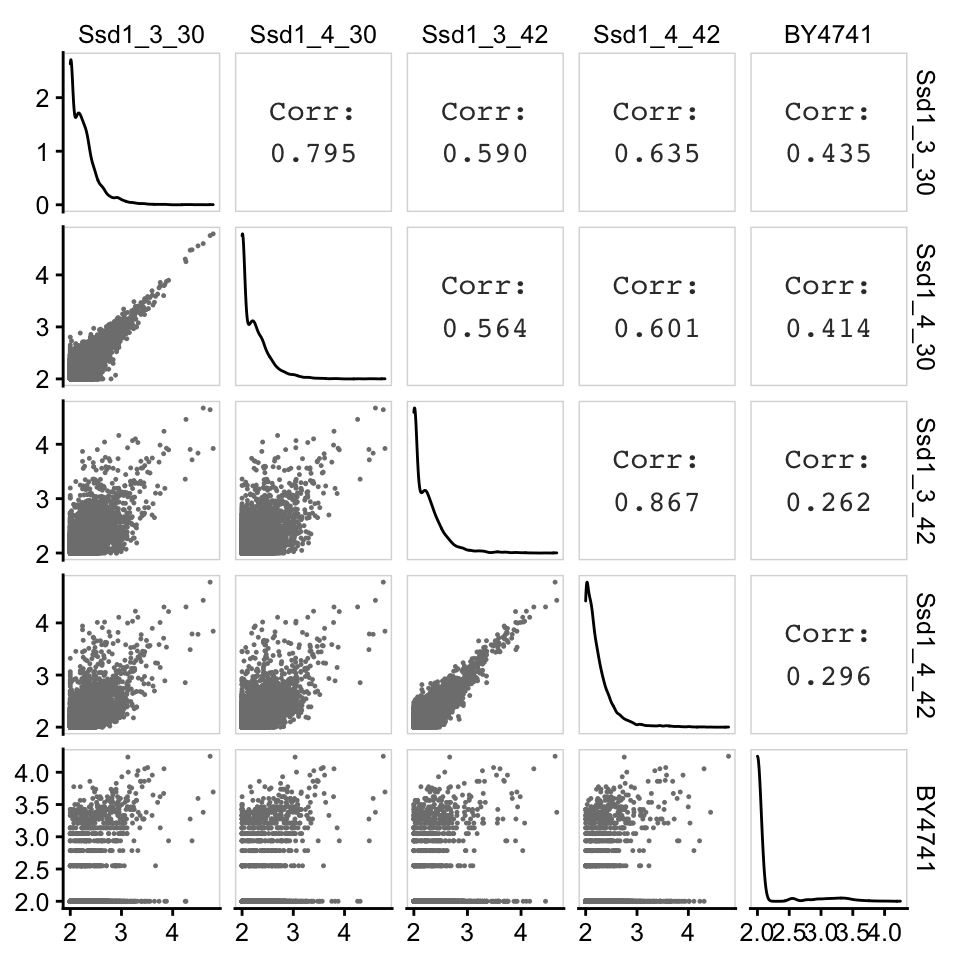 Ssd1_3_30 Ssd1_4_30 Ssd1_3_42 Ssd1_4_42 BY4741
2
1
0
Corr:
0.795
Corr:
0.590
Corr:
0.635
Corr:
0.435
Ssd1_3_30
4
3
2
Corr:
0.564
Corr:
0.601
Corr:
0.414
Ssd1_4_30
4
3
2
Corr:
0.867
Corr:
0.262
Ssd1_3_42
4
3
2
Corr:
0.296
Ssd1_4_42
4.0
3.5
3.0
2.5
2.0
BY4741
2 3 4 2 3 4 2 3 4 2 3 4 2.02.53.03.54.0